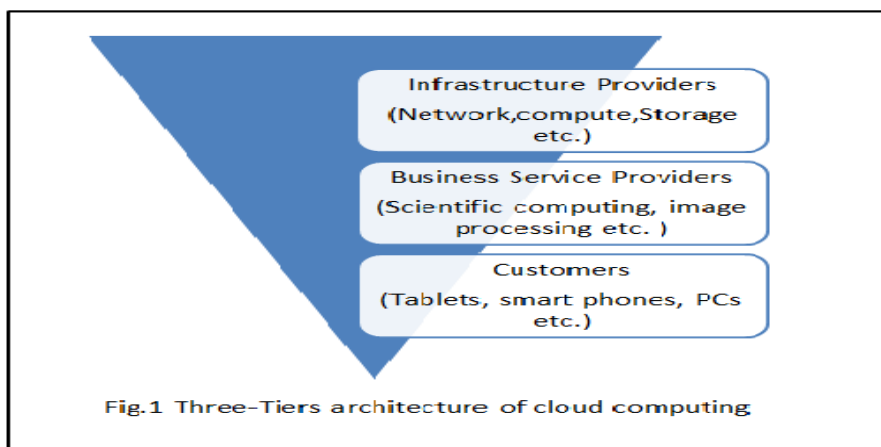 Infrastructure Providers
(Network,compute,Storage
etc.)
Business Service Providers
(Scientific computing, image
processing etc. )
Customers
(Tablets, smart phones, PCs
etc.)
Fig.1 Three-Tiers architecture of cloud computing